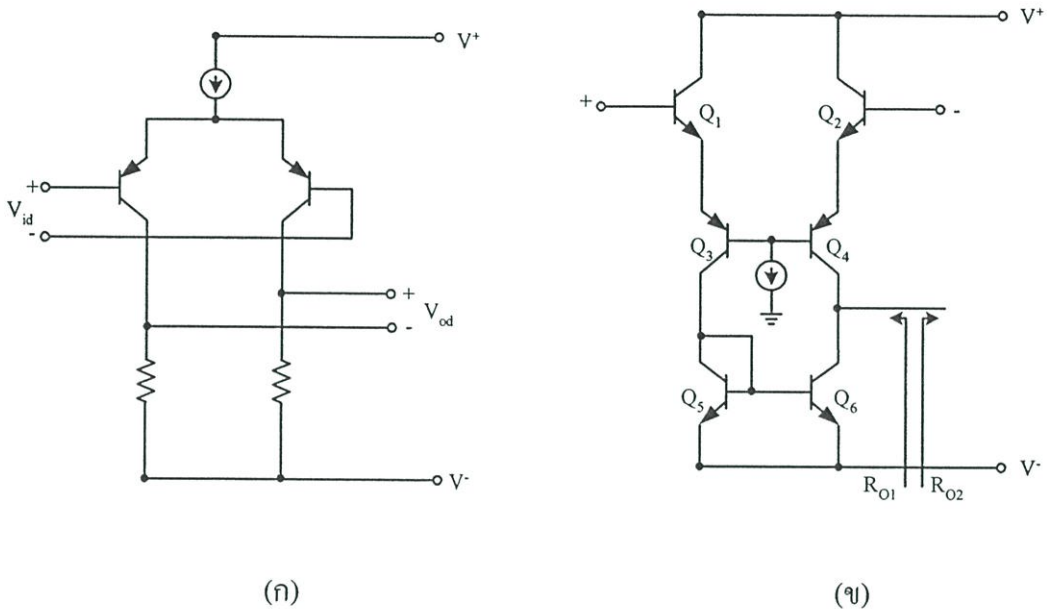 V⁺
+
V_id
-
+
V_od
-
V⁻
(ก)
V⁺
+
Q₁
Q₂
-
Q₃
Q₄
Q₅
Q₆
V⁻
R_O1
R_O2
(ข)